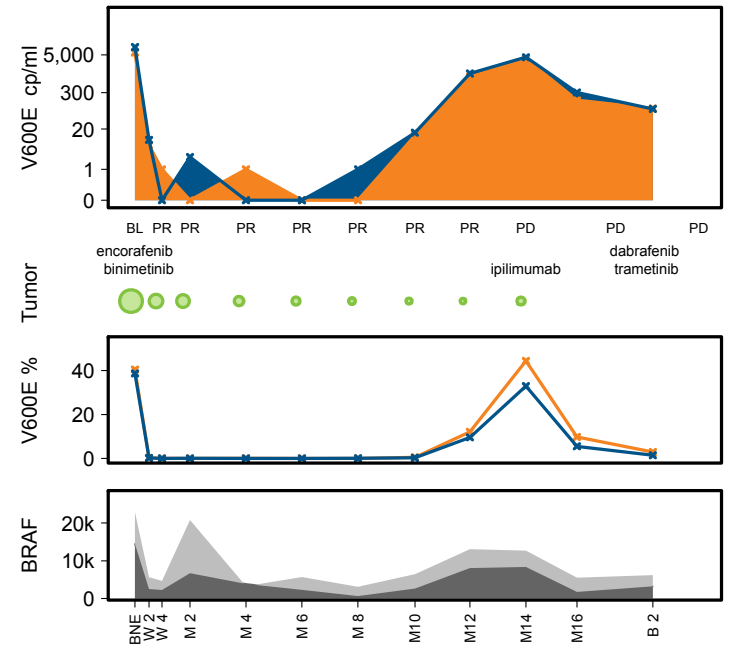 V600E cp/ml
5,000
300
20
1
0
BL PR PR PR PR PR PR PR PD PD PD
encorafenib
binimetinib
ipilimumab
dabrafenib
trametinib
Tumor
V600E %
40
20
0
BRAF
20k
10k
0
BNE W 2 W 4 M 2 M 4 M 6 M 8 M10 M12 M14 M16 B 2